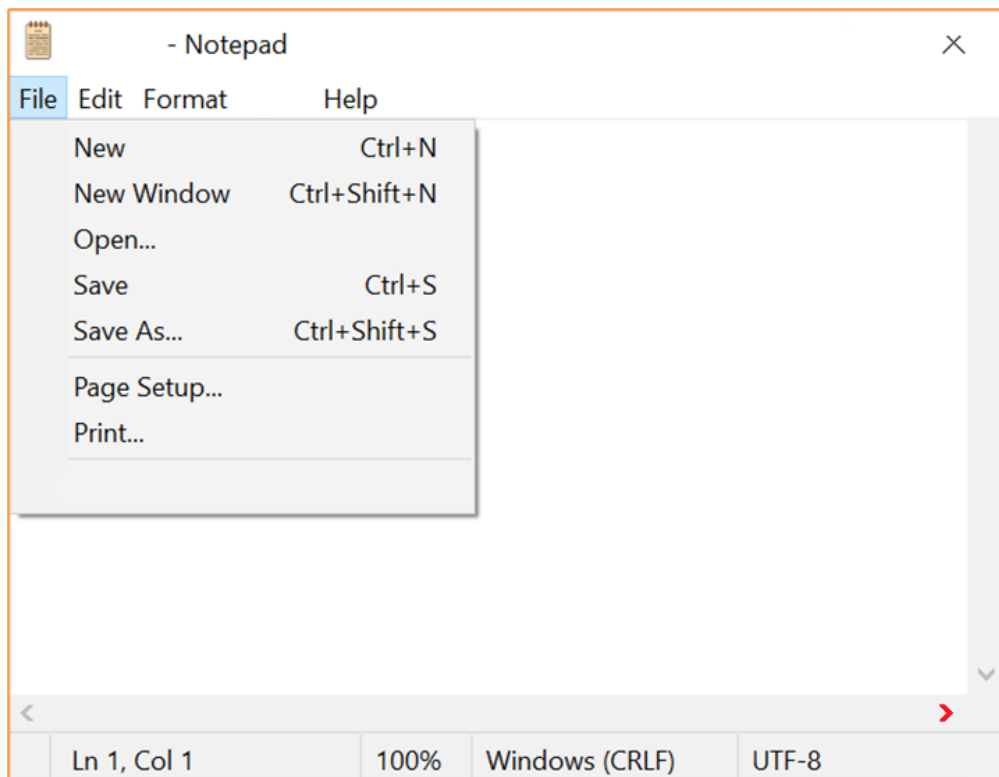 - Notepad
File Edit Format Help
New Ctrl+N
New Window Ctrl+Shift+N
Open...
Save Ctrl+S
Save As... Ctrl+Shift+S
Page Setup...
Print...
Ln 1, Col 1 100% Windows (CRLF) UTF-8